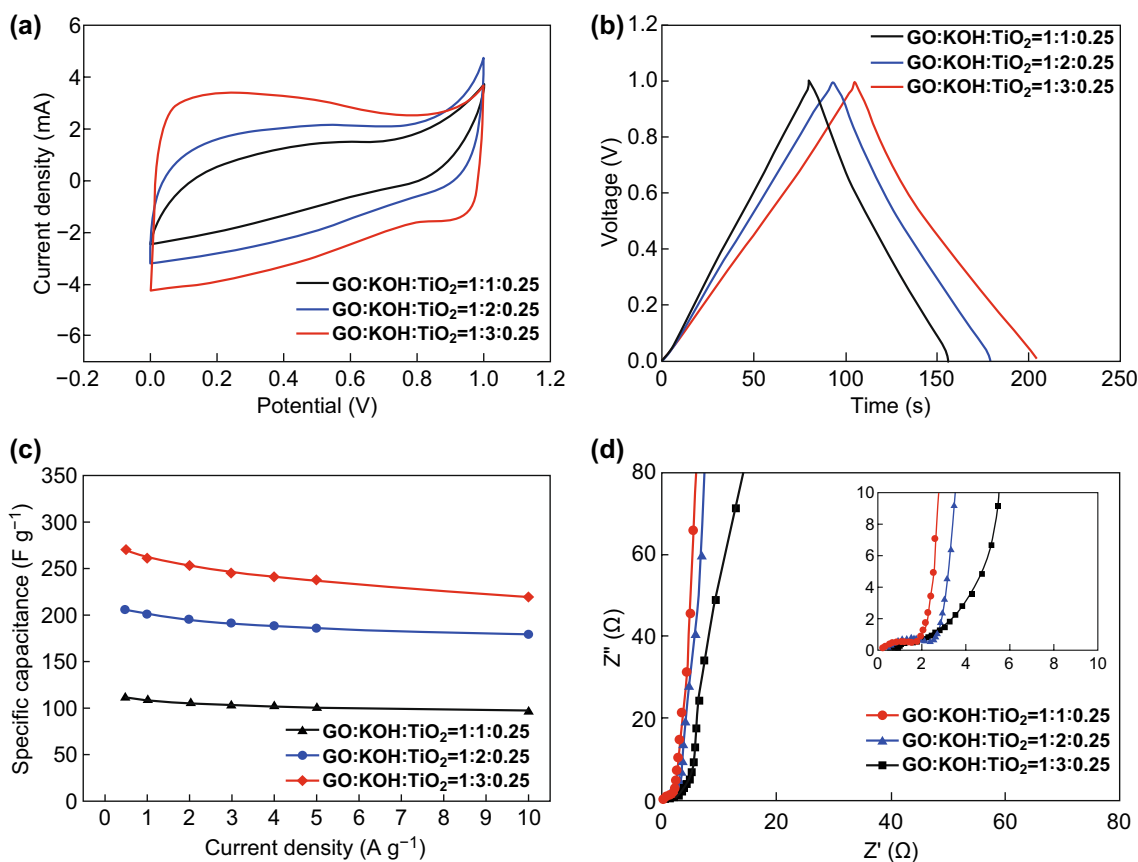 (a)
6
4
2
0
−2
−4
−6
Current density (mA)
GO:KOH:TiO2=1:1:0.25
GO:KOH:TiO2=1:2:0.25
GO:KOH:TiO2=1:3:0.25
−0.2 0.0 0.2 0.4 0.6 0.8 1.0 1.2
Potential (V)
(b)
1.2
1.0
0.8
0.6
0.4
0.2
0.0
Voltage (V)
GO:KOH:TiO2=1:1:0.25
GO:KOH:TiO2=1:2:0.25
GO:KOH:TiO2=1:3:0.25
0 50 100 150 200 250
Time (s)
(c)
350
300
250
200
150
100
50
0
Specific capacitance (F g−1)
GO:KOH:TiO2=1:1:0.25
GO:KOH:TiO2=1:2:0.25
GO:KOH:TiO2=1:3:0.25
0 1 2 3 4 5 6 7 8 9 10
Current density (A g−1)
(d)
80
60
40
20
0
Z" (Ω)
10
8
6
4
2
0
0 2 4 6 8 10
GO:KOH:TiO2=1:1:0.25
GO:KOH:TiO2=1:2:0.25
GO:KOH:TiO2=1:3:0.25
0 20 40 60 80
Z' (Ω)